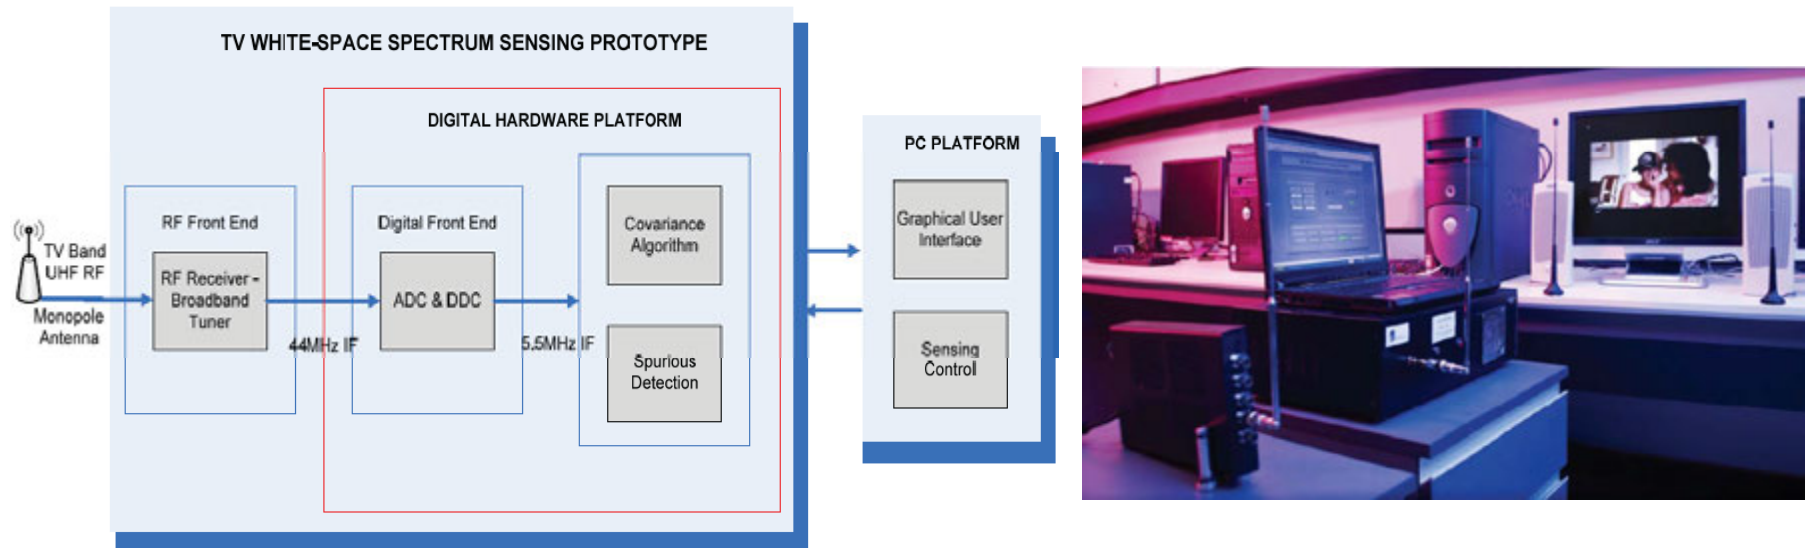 TV WHITE-SPACE SPECTRUM SENSING PROTOTYPE
DIGITAL HARDWARE PLATFORM
RF Front End
RF Receiver -
Broadband
Tuner
TV Band
UHF RF
Monopole
Antenna
44MHz IF
Digital Front End
ADC & DDC
5.5MHz IF
Covariance
Algorithm
Spurious
Detection
PC PLATFORM
Graphical User
Interface
Sensing
Control